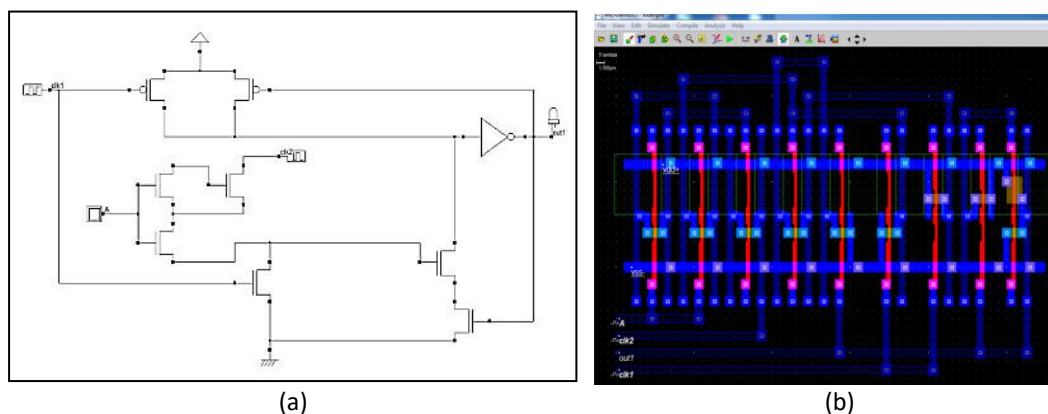 clk1
out1
clk2
A
(a)
File View Edit Simulate Compile Analysis Help
Vdd+
VSS-
A
clk2
out1
clk1
(b)